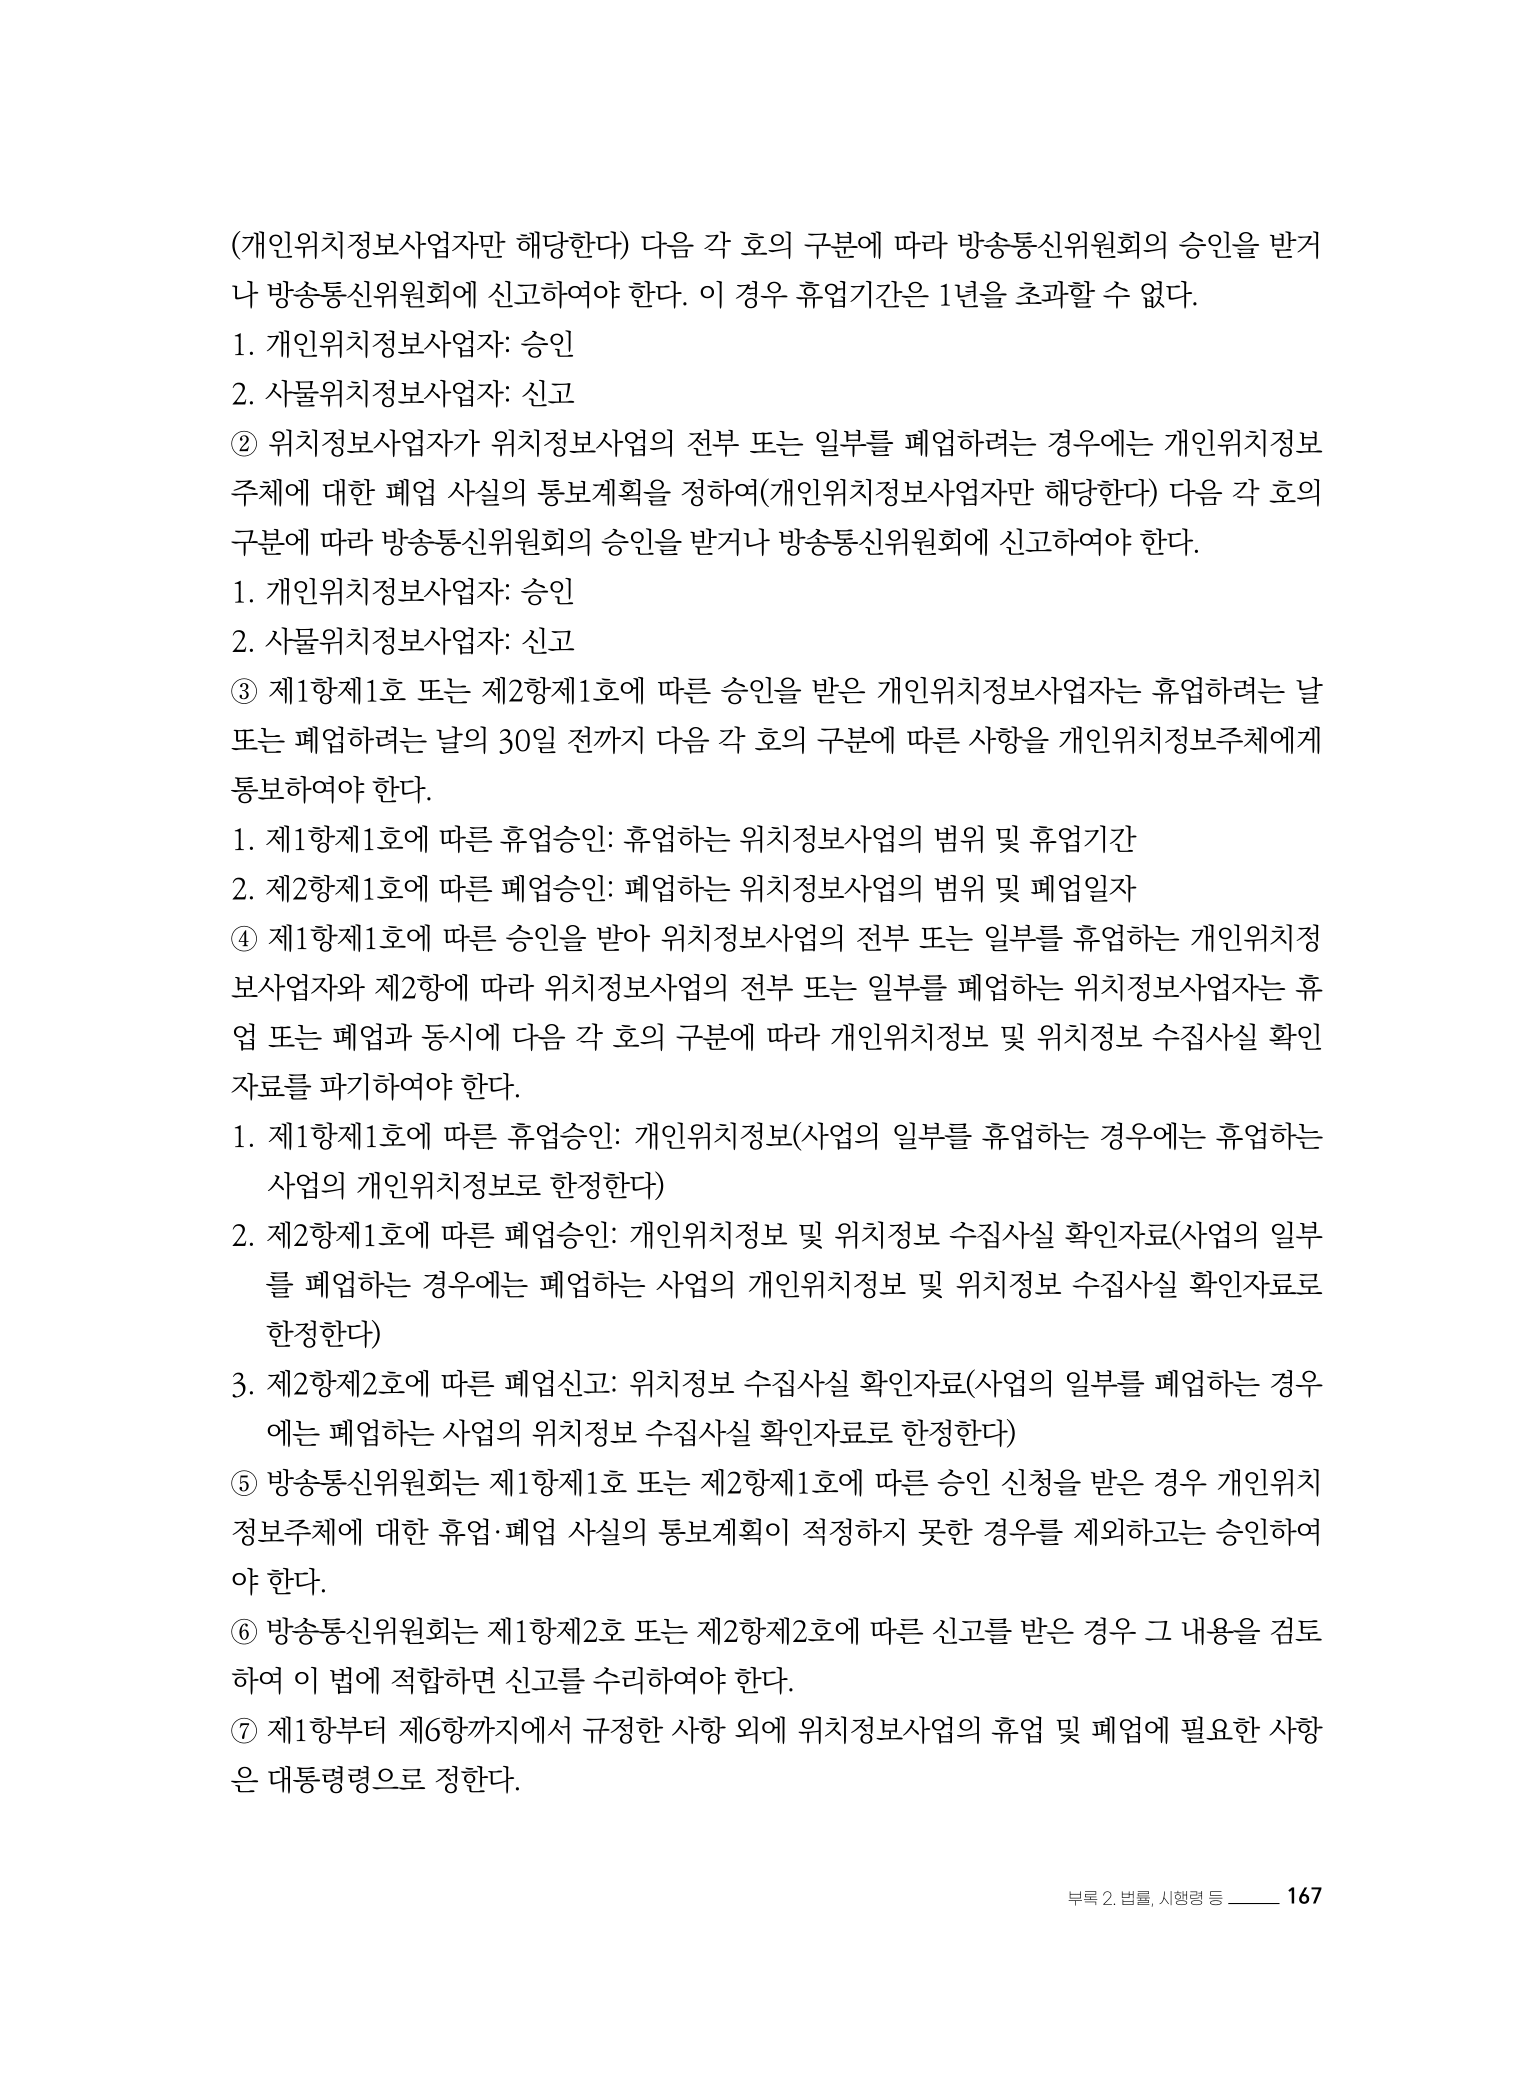 (개인위치정보사업자만 해당한다) 다음 각 호의 구분에 따라 방송통신위원회의 승인을 받거
나 방송통신위원회에 신고하여야 한다. 이 경우 휴업기간은 1년을 초과할 수 없다.
1. 개인위치정보사업자: 승인
2. 사물위치정보사업자: 신고
② 위치정보사업자가 위치정보사업의 전부 또는 일부를 폐업하려는 경우에는 개인위치정보
주체에 대한 폐업 사실의 통보계획을 정하여(개인위치정보사업자만 해당한다) 다음 각 호의
구분에 따라 방송통신위원회의 승인을 받거나 방송통신위원회에 신고하여야 한다.
1. 개인위치정보사업자: 승인
2. 사물위치정보사업자: 신고
③ 제1항제1호 또는 제2항제1호에 따른 승인을 받은 개인위치정보사업자는 휴업하려는 날
또는 폐업하려는 날의 30일 전까지 다음 각 호의 구분에 따른 사항을 개인위치정보주체에게
통보하여야 한다.
1. 제1항제1호에 따른 휴업승인: 휴업하는 위치정보사업의 범위 및 휴업기간
2. 제2항제1호에 따른 폐업승인: 폐업하는 위치정보사업의 범위 및 폐업일자
④ 제1항제1호에 따른 승인을 받아 위치정보사업의 전부 또는 일부를 휴업하는 개인위치정
보사업자와 제2항에 따라 위치정보사업의 전부 또는 일부를 폐업하는 위치정보사업자는 휴
업 또는 폐업과 동시에 다음 각 호의 구분에 따라 개인위치정보 및 위치정보 수집사실 확인
자료를 파기하여야 한다.
1. 제1항제1호에 따른 휴업승인: 개인위치정보(사업의 일부를 휴업하는 경우에는 휴업하는
사업의 개인위치정보로 한정한다)
2. 제2항제1호에 따른 폐업승인: 개인위치정보 및 위치정보 수집사실 확인자료(사업의 일부
를 폐업하는 경우에는 폐업하는 사업의 개인위치정보 및 위치정보 수집사실 확인자료로
한정한다)
3. 제2항제2호에 따른 폐업신고: 위치정보 수집사실 확인자료(사업의 일부를 폐업하는 경우
에는 폐업하는 사업의 위치정보 수집사실 확인자료로 한정한다)
⑤ 방송통신위원회는 제1항제1호 또는 제2항제1호에 따른 승인 신청을 받은 경우 개인위치
정보주체에 대한 휴업·폐업 사실의 통보계획이 적정하지 못한 경우를 제외하고는 승인하여
야 한다.
⑥ 방송통신위원회는 제1항제2호 또는 제2항제2호에 따른 신고를 받은 경우 그 내용을 검토
하여 이 법에 적합하면 신고를 수리하여야 한다.
⑦ 제1항부터 제6항까지에서 규정한 사항 외에 위치정보사업의 휴업 및 폐업에 필요한 사항
은 대통령령으로 정한다.
부록 2. 법률, 시행령 등 167